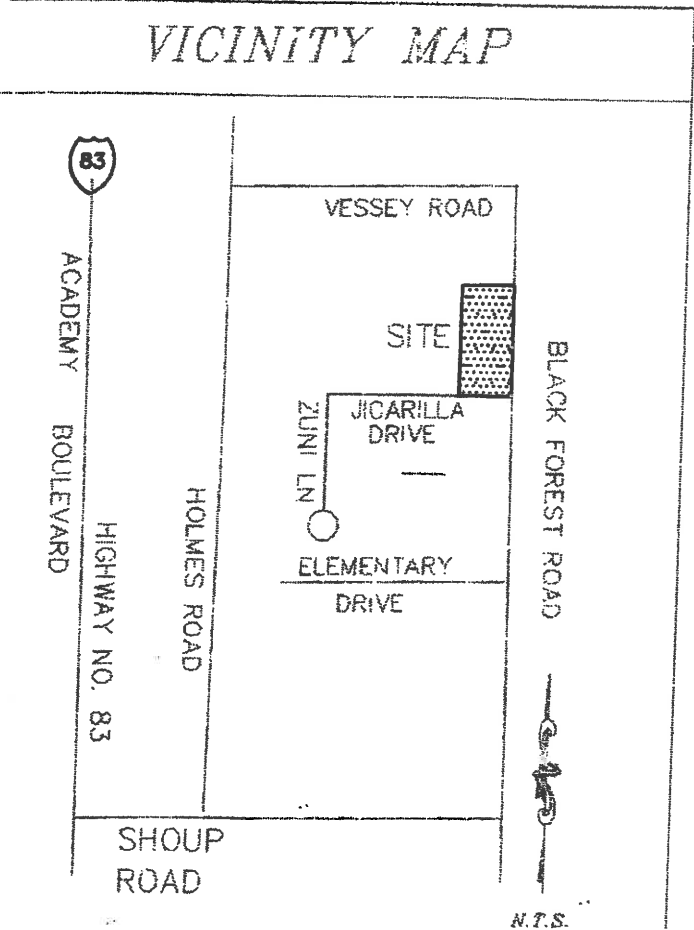 VICINITY MAP
83
VESSEY ROAD
ACADEMY BOULEVARD
SITE
BLACK FOREST ROAD
JICARILLA
DRIVE
ZUNI LN
HOLMES ROAD
HIGHWAY NO. 83
ELEMENTARY
DRIVE
SHOUP
ROAD
N.T.S.